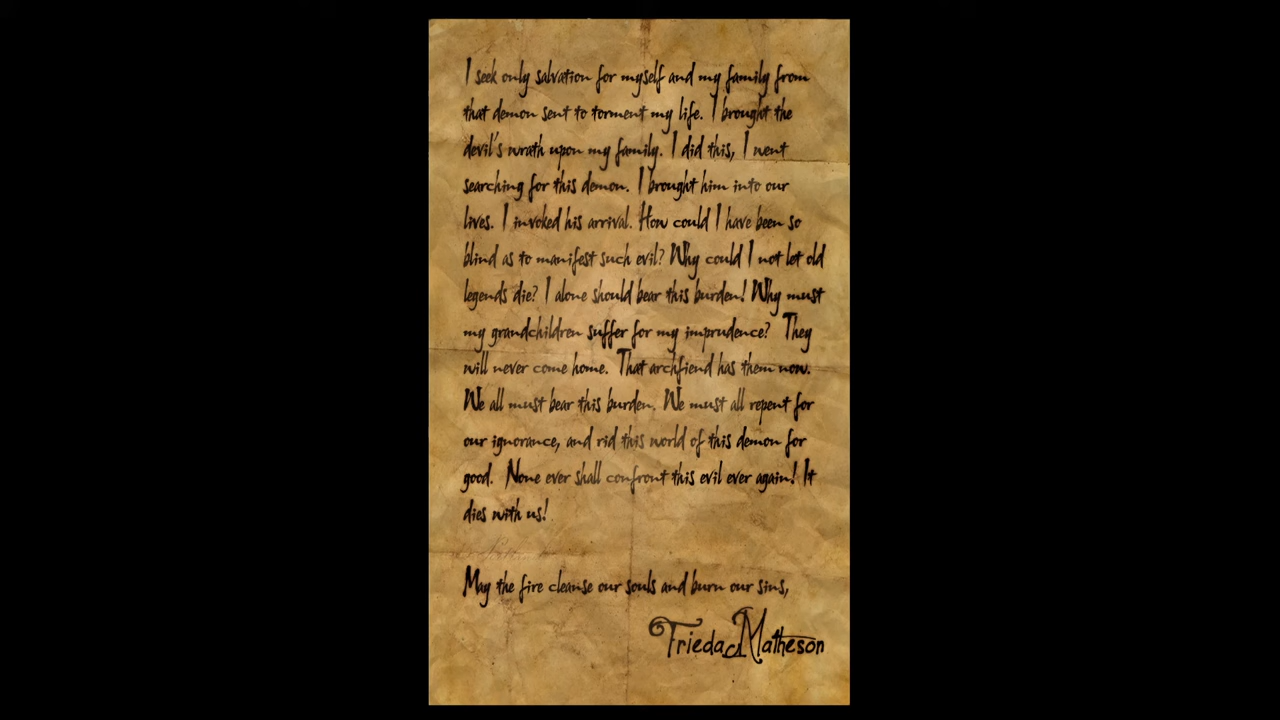 I seek only salvation for myself and my family from
that demon sent to torment my life. I brought the
devil's wrath upon my family. I did this, I went
searching for this demon. I brought him into our
lives. I invoked his arrival. How could I have been so
blind as to manifest such evil? Why could I not let old
legends die? I alone should bear this burden! Why must
my grandchildren suffer for my imprudence? They
will never come home. That archfiend has them now.
We all must bear this burden. We must all repent for
our ignorance, and rid this world of this demon for
good. None ever shall confront this evil ever again! It
dies with us!
May the fire cleanse our souls and burn our sins,
Frieda Matheson